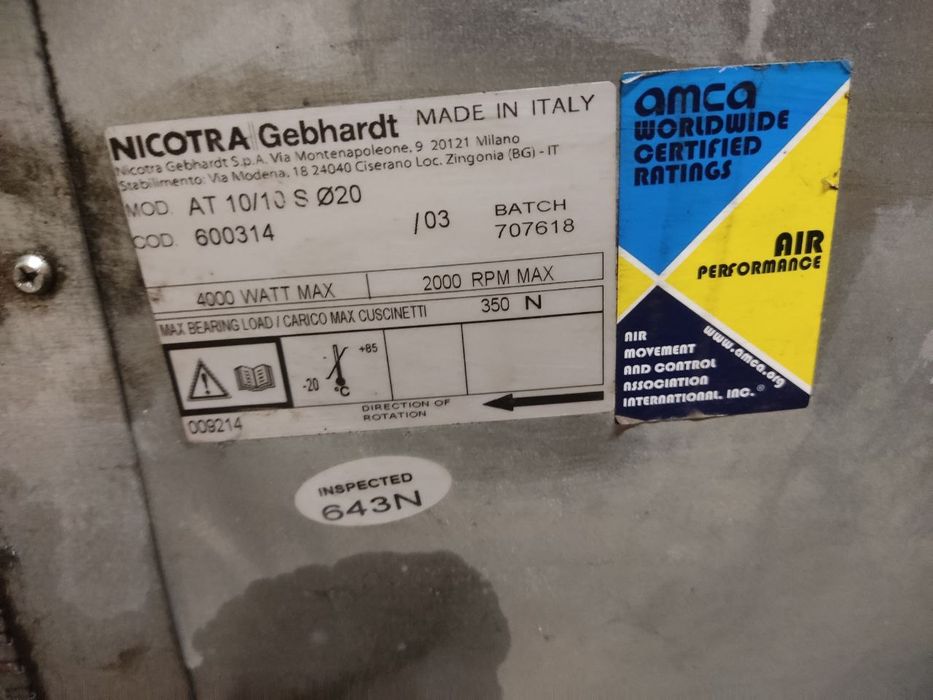 NICOTRA Gebhardt MADE IN ITALY
Nicotra Gebhardt S.p.A. Via Montenapoleone, 9 20121 Milano
Stabilimento: Via Modena, 18 24040 Ciserano Loc. Zingonia (BG) - IT
MOD. AT 10/10 S Ø20
COD. 600314 /03
BATCH
707618
4000 WATT MAX 2000 RPM MAX
MAX BEARING LOAD / CARICO MAX CUSCINETTI 350 N
-20 +85
°C
DIRECTION OF
ROTATION
009214
amca
WORLDWIDE
CERTIFIED
RATINGS
AIR
PERFORMANCE
AIR
MOVEMENT
AND CONTROL
ASSOCIATION
INTERNATIONAL, INC.®
www.amca.org
INSPECTED
643N